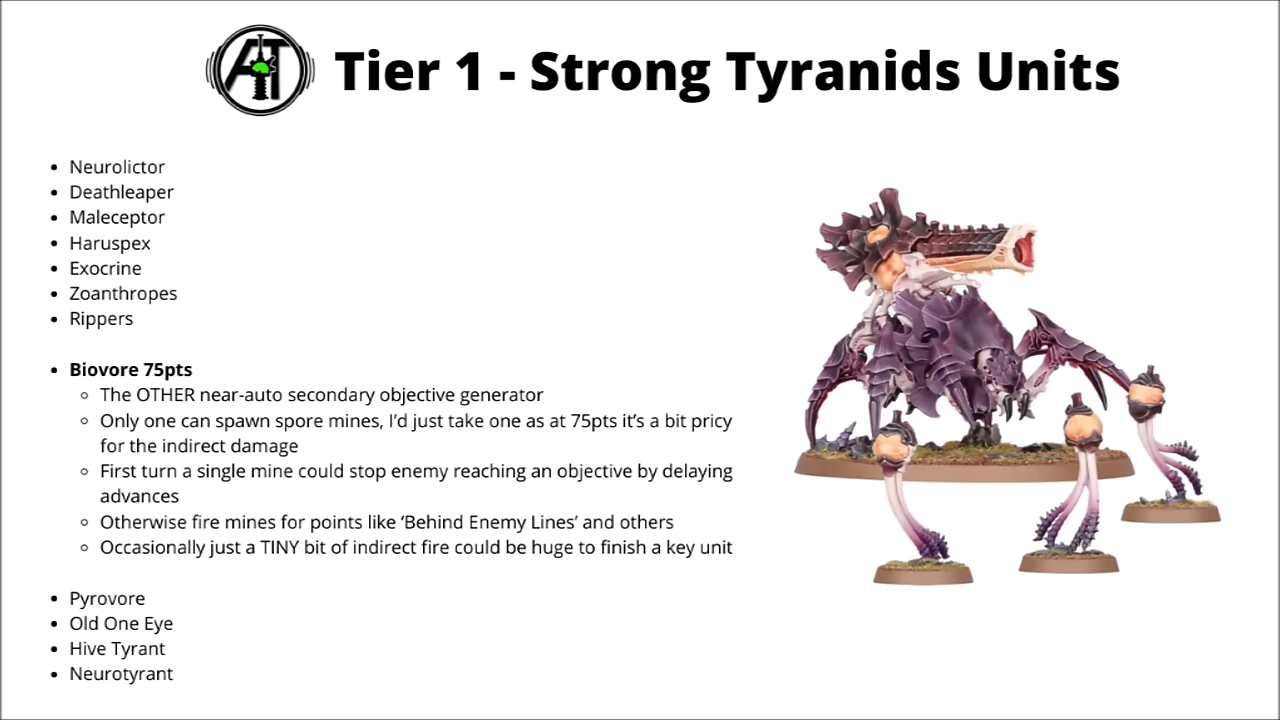 AT
Tier 1 - Strong Tyranids Units
• Neurolictor
• Deathleaper
• Maleceptor
• Haruspex
• Exocrine
• Zoanthropes
• Rippers
• Biovore 75pts
◦ The OTHER near-auto secondary objective generator
◦ Only one can spawn spore mines, I'd just take one as at 75pts it's a bit pricy
for the indirect damage
◦ First turn a single mine could stop enemy reaching an objective by delaying
advances
◦ Otherwise fire mines for points like ‘Behind Enemy Lines’ and others
◦ Occasionally just a TINY bit of indirect fire could be huge to finish a key unit
• Pyrovore
• Old One Eye
• Hive Tyrant
• Neurotyrant